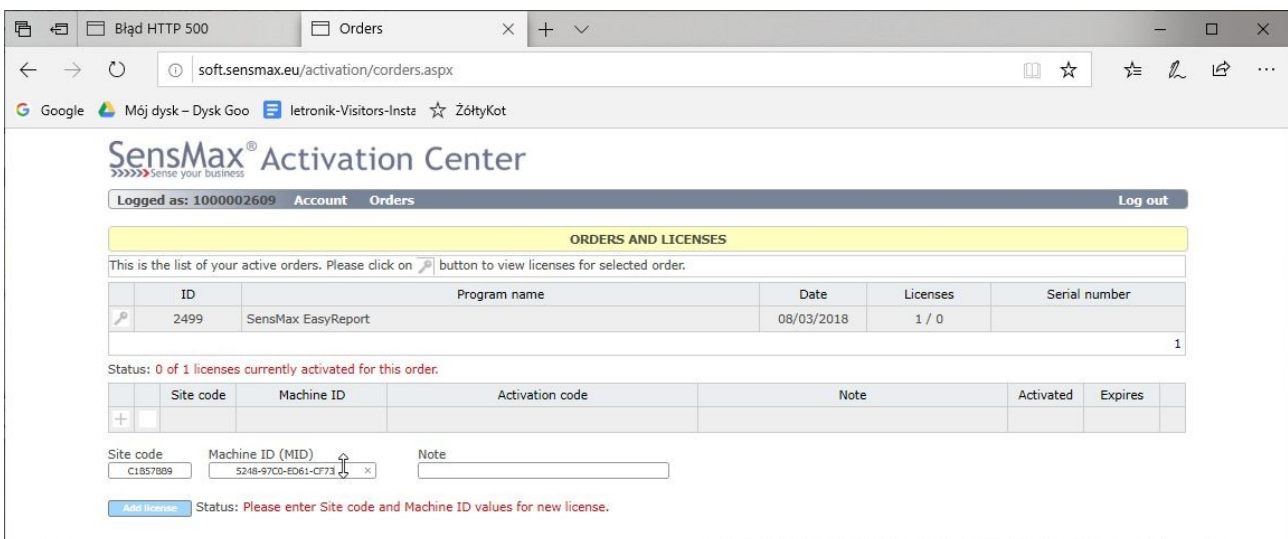 Błąd HTTP 500 Orders
soft.sensmax.eu/activation/corders.aspx
Google Mój dysk – Dysk Goo letronik-Visitors-Insta ŻółtyKot
SensMax® Activation Center
Sense your business
Logged as: 1000002609 Account Orders Log out
ORDERS AND LICENSES
This is the list of your active orders. Please click on button to view licenses for selected order.
ID Program name Date Licenses Serial number
2499 SensMax EasyReport 08/03/2018 1 / 0
1
Status: 0 of 1 licenses currently activated for this order.
Site code Machine ID Activation code Note Activated Expires
Site code Machine ID (MID) Note
C1B57BB9 5248-97C0-ED61-CF73
Add license Status: Please enter Site code and Machine ID values for new license.